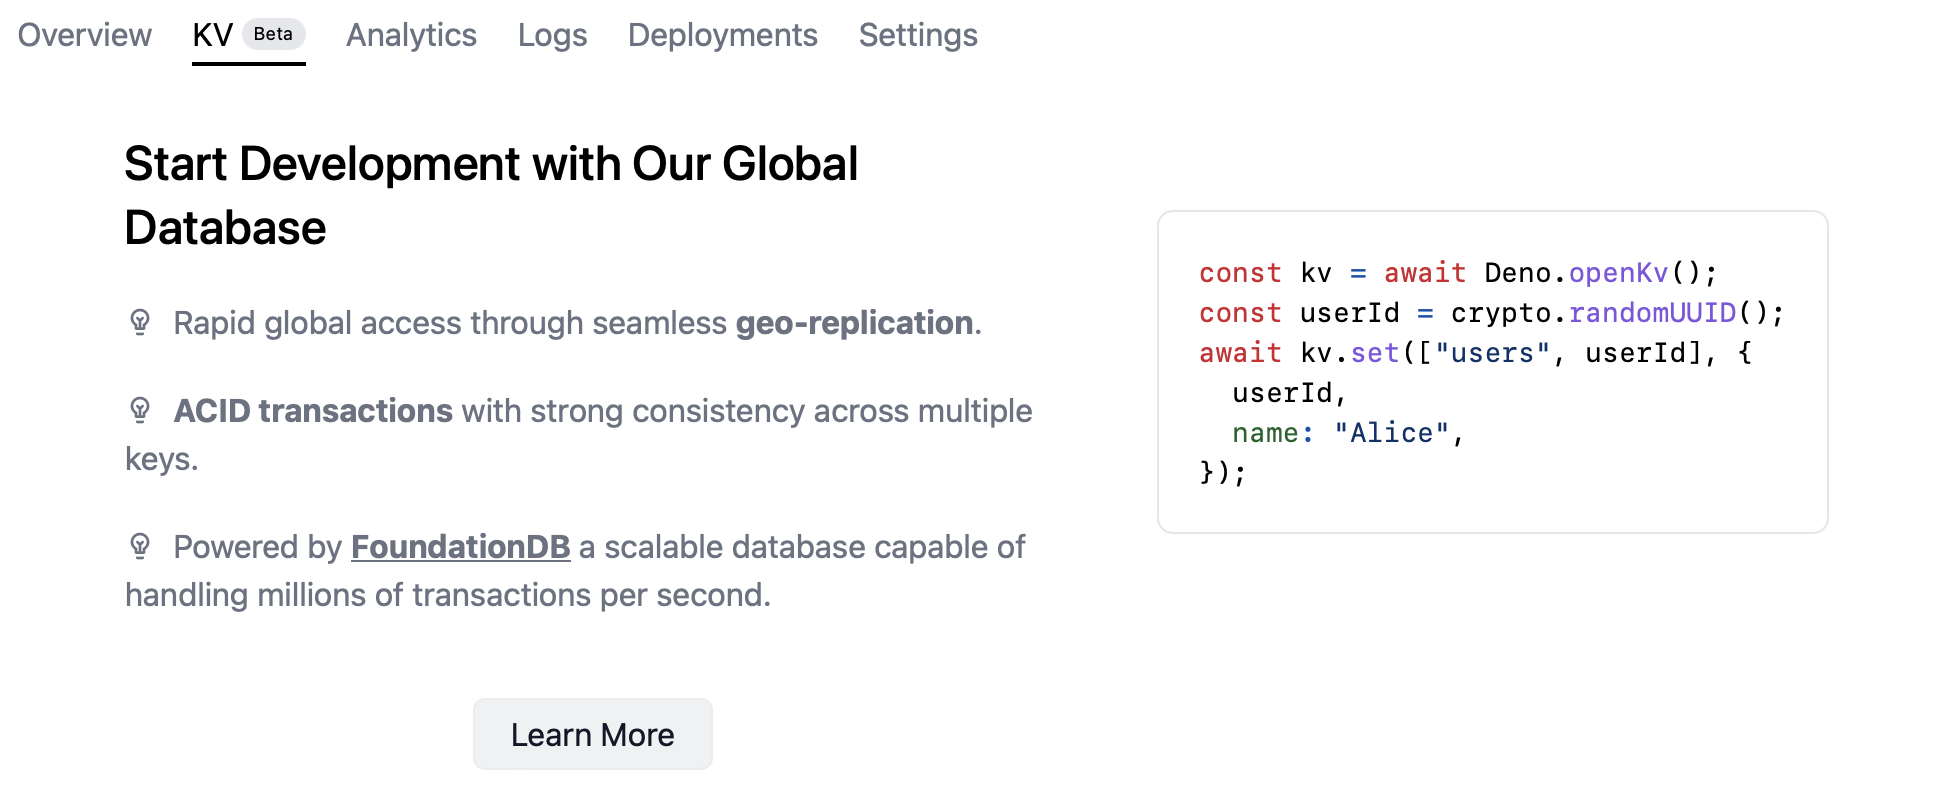 Overview KV Beta Analytics Logs Deployments Settings
Start Development with Our Global
Database
Rapid global access through seamless geo-replication.
ACID transactions with strong consistency across multiple
keys.
Powered by FoundationDB a scalable database capable of
handling millions of transactions per second.
Learn More
const kv = await Deno.openKv();
const userId = crypto.randomUUID();
await kv.set(["users", userId], {
  userId,
  name: "Alice",
});